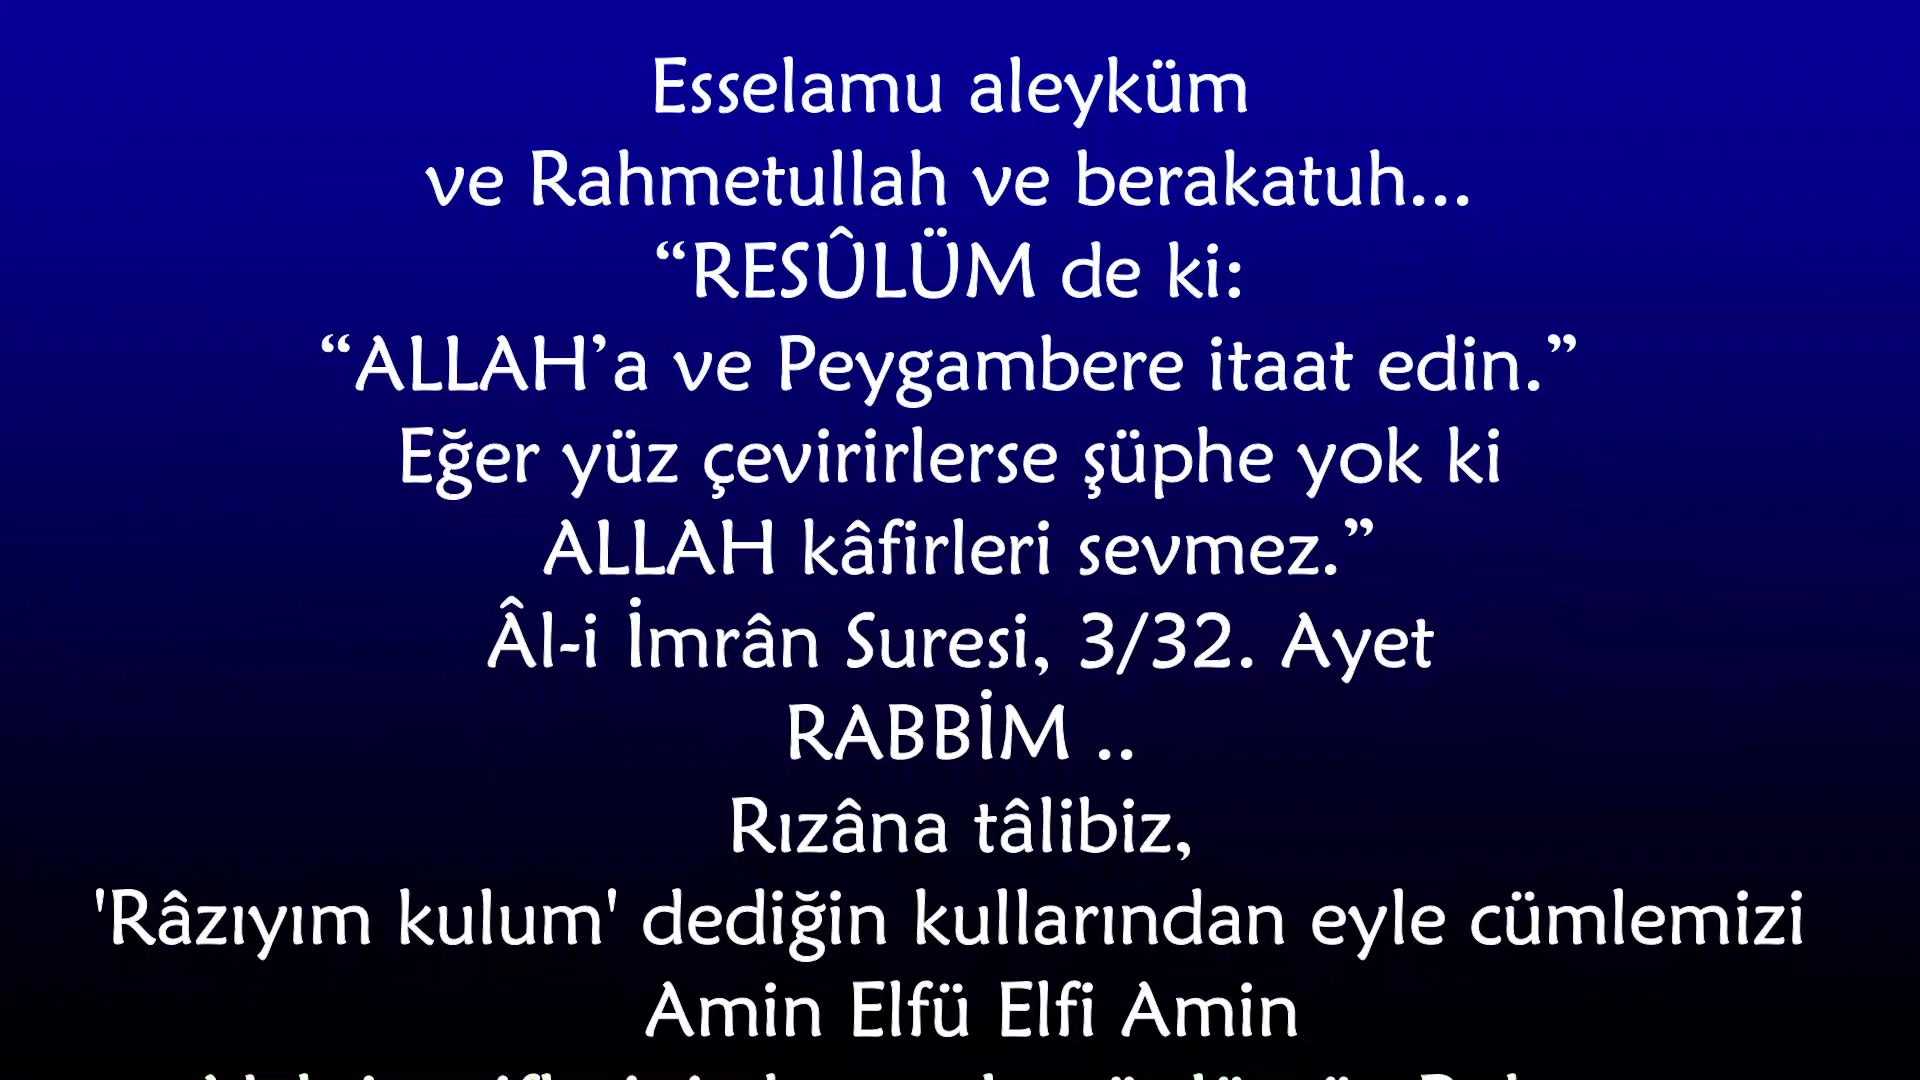 Esselamu aleyküm
ve Rahmetullah ve berakatuh...
“RESÛLÜM de ki:
“ALLAH’a ve Peygambere itaat edin.”
Eğer yüz çevirirlerse şüphe yok ki
ALLAH kâfirleri sevmez.”
Âl-i İmrân Suresi, 3/32. Ayet
RABBİM ..
Rızâna tâlibiz,
'Râzıyım kulum' dediğin kullarından eyle cümlemizi
Amin Elfü Elfi Amin